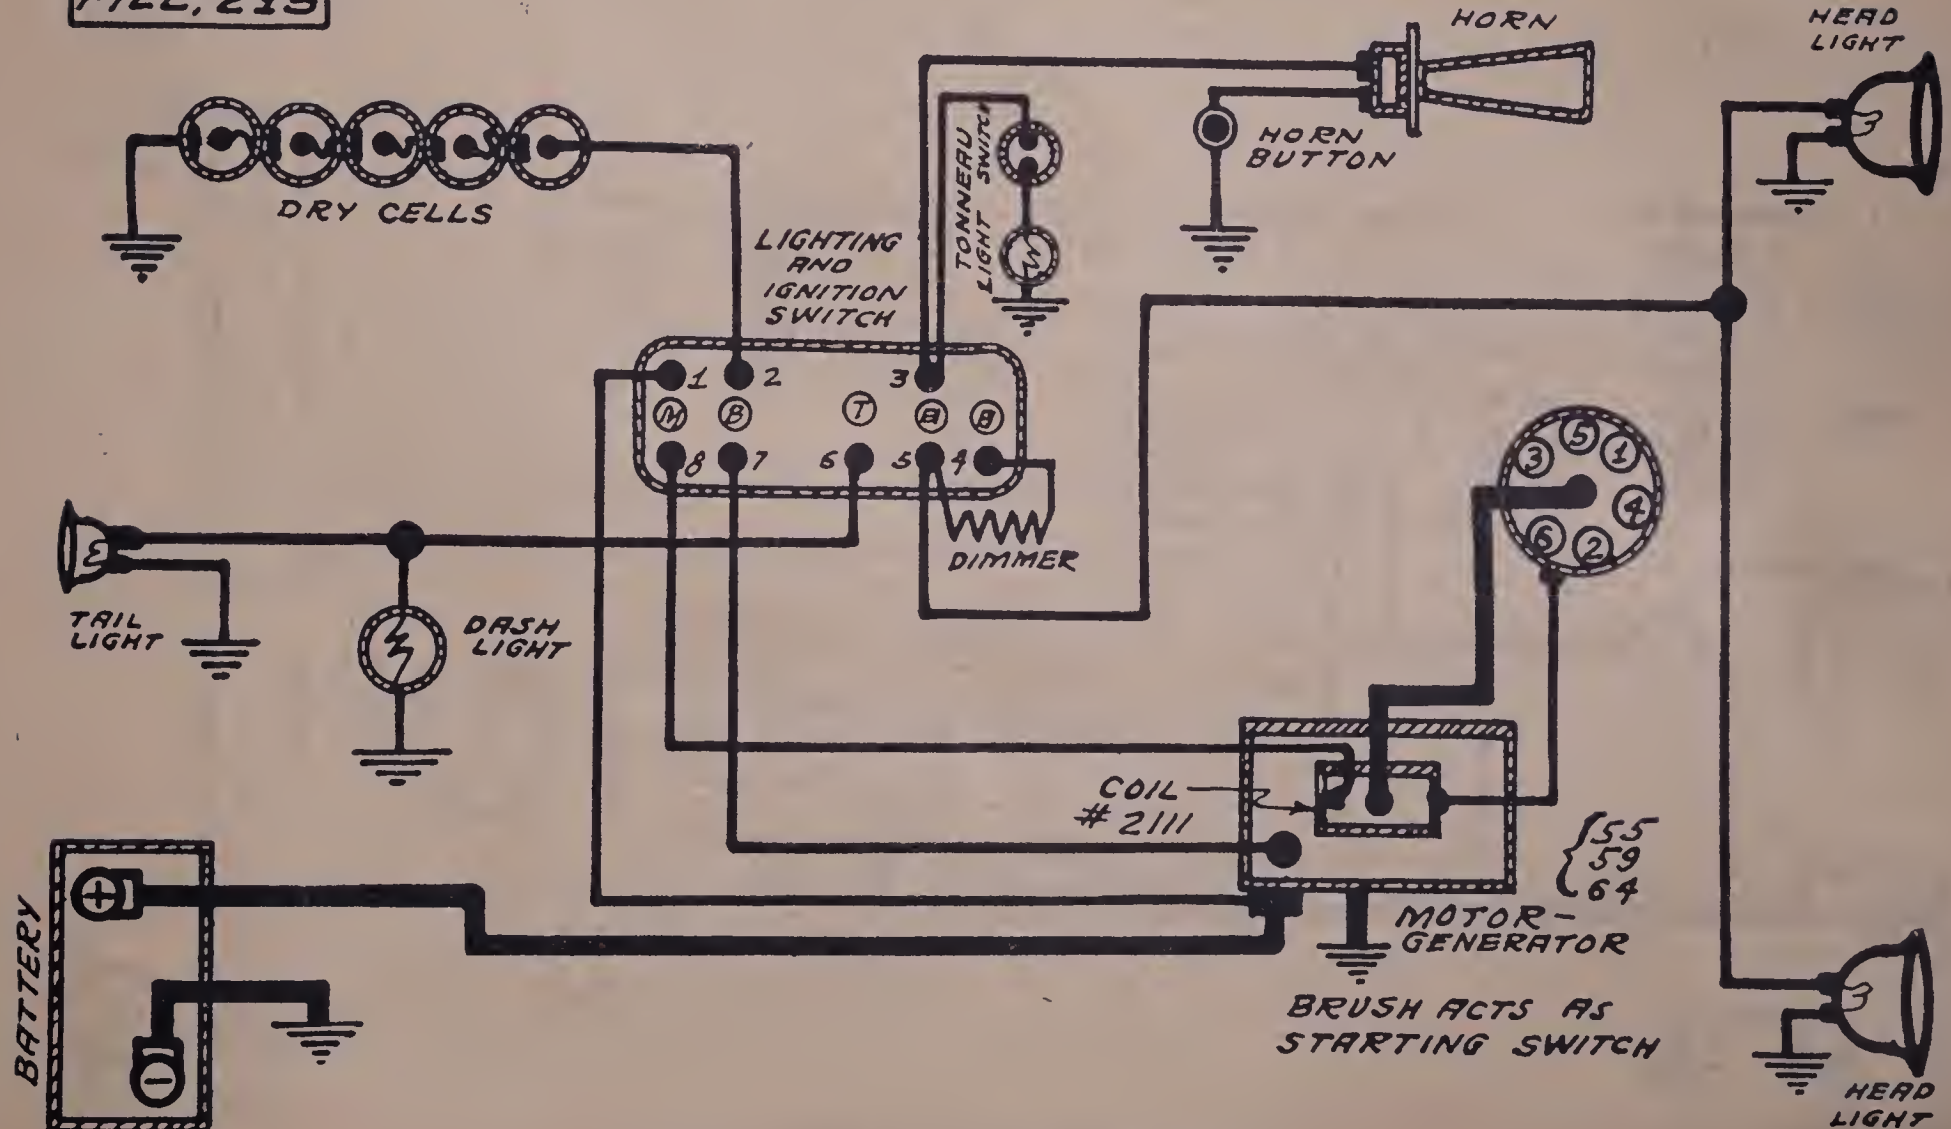 HORN
HEAD
LIGHT
TONNEAU
LIGHT SWITCH
HORN
BUTTON
DRY CELLS
LIGHTING
AND
IGNITION
SWITCH
1 2 3
M B T H H
8 7 6 5 4
5
3 1
4
6 2
DIMMER
TAIL
LIGHT
DASH
LIGHT
COIL
# 2111
55
59
64
+
MOTOR-
GENERATOR
BATTERY
BRUSH ACTS AS
STARTING SWITCH
-
HEAD
LIGHT